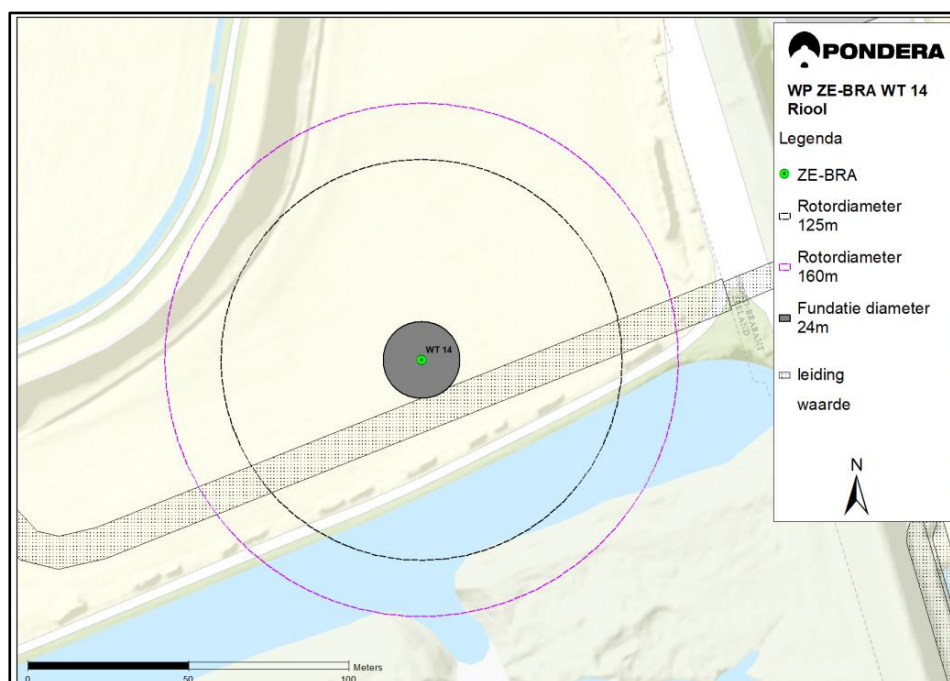 PONDERA
WP ZE-BRA WT 14
Riool
Legenda
ZE-BRA
Rotordiameter
125m
Rotordiameter
160m
Fundatie diameter
24m
leiding
waarde
N
WT 14
BRABANT
0
50
100
Meters